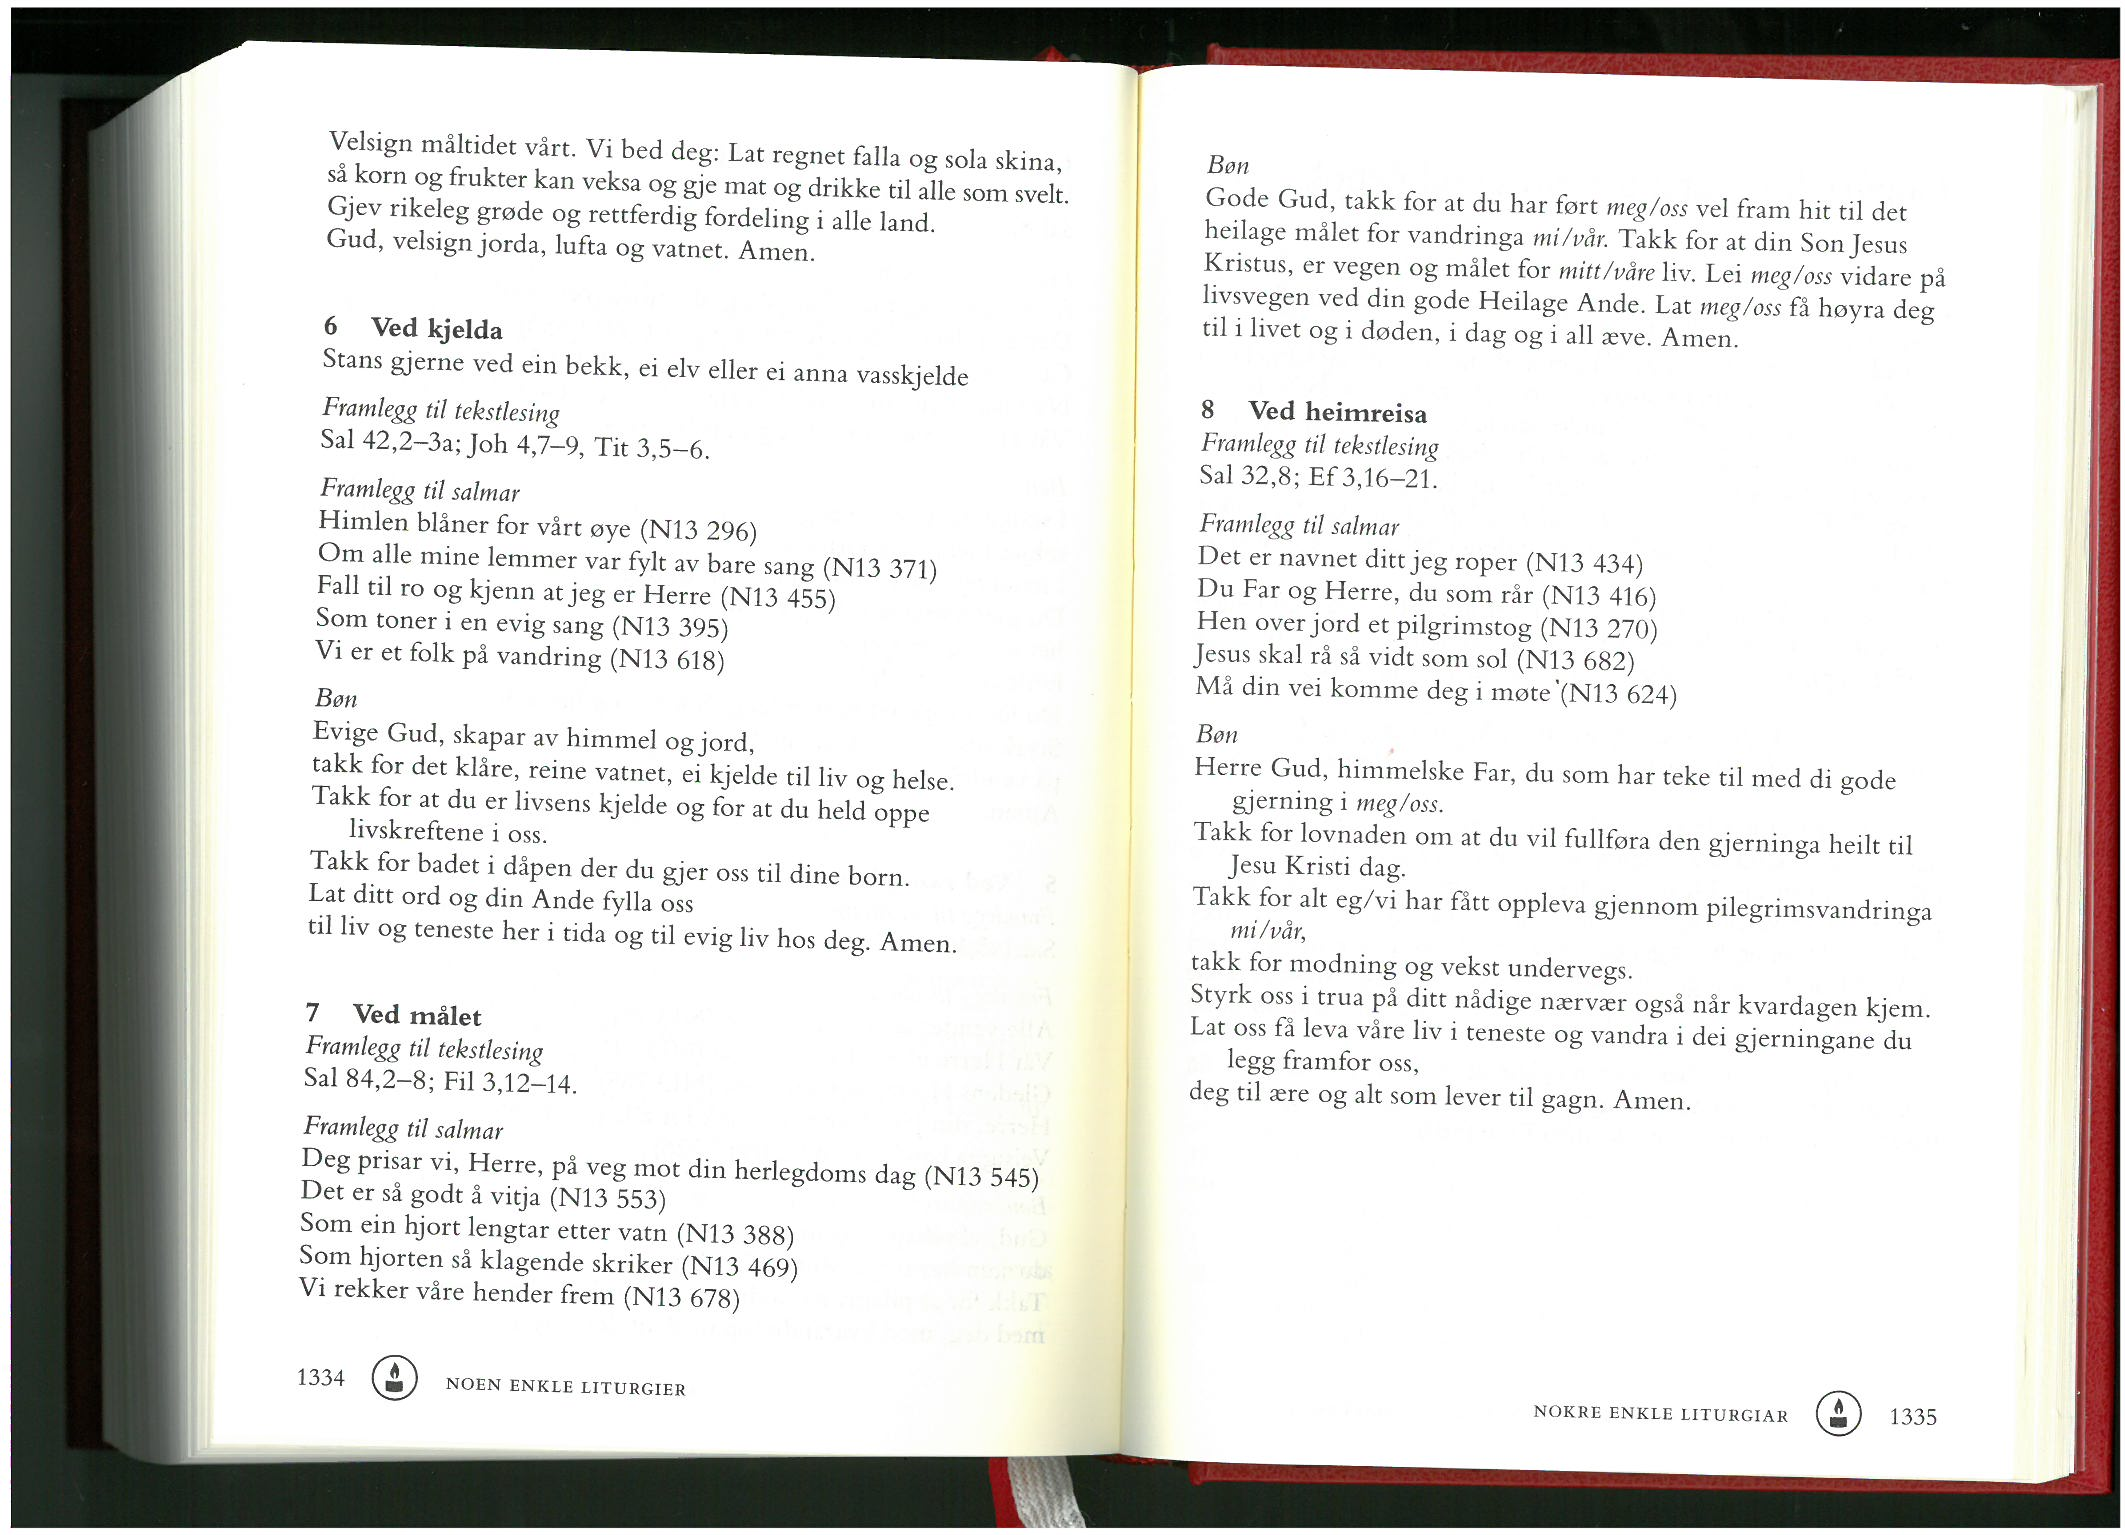 Velsign måltidet vårt. Vi bed deg: Lat regnet falla og sola skina,
så korn og frukter kan veksa og gje mat og drikke til alle som svelt.
Gjev rikeleg grøde og rettferdig fordeling i alle land.
Gud, velsign jorda, lufta og vatnet. Amen.
6 Ved kjelda
Stans gjerne ved ein bekk, ei elv eller ei anna vasskjelde
Framlegg til tekstlesing
Sal 42,2–3a; Joh 4,7–9, Tit 3,5–6.
Framlegg til salmar
Himlen blåner for vårt øye (N13 296)
Om alle mine lemmer var fylt av bare sang (N13 371)
Fall til ro og kjenn at jeg er Herre (N13 455)
Som toner i en evig sang (N13 395)
Vi er et folk på vandring (N13 618)
Bøn
Evige Gud, skapar av himmel og jord,
takk for det klåre, reine vatnet, ei kjelde til liv og helse.
Takk for at du er livsens kjelde og for at du held oppe
livskreftene i oss.
Takk for badet i dåpen der du gjer oss til dine born.
Lat ditt ord og din Ande fylla oss
til liv og teneste her i tida og til evig liv hos deg. Amen.
7 Ved målet
Framlegg til tekstlesing
Sal 84,2–8; Fil 3,12–14.
Framlegg til salmar
Deg prisar vi, Herre, på veg mot din herlegdoms dag (N13 545)
Det er så godt å vitja (N13 553)
Som ein hjort lengtar etter vatn (N13 388)
Som hjorten så klagende skriker (N13 469)
Vi rekker våre hender frem (N13 678)
1334 NOEN ENKLE LITURGIER
Bøn
Gode Gud, takk for at du har ført meg/oss vel fram hit til det
heilage målet for vandringa mi/vår. Takk for at din Son Jesus
Kristus, er vegen og målet for mitt/våre liv. Lei meg/oss vidare på
livsvegen ved din gode Heilage Ande. Lat meg/oss få høyra deg
til i livet og i døden, i dag og i all æve. Amen.
8 Ved heimreisa
Framlegg til tekstlesing
Sal 32,8; Ef 3,16–21.
Framlegg til salmar
Det er navnet ditt jeg roper (N13 434)
Du Far og Herre, du som rår (N13 416)
Hen over jord et pilgrimstog (N13 270)
Jesus skal rå så vidt som sol (N13 682)
Må din vei komme deg i møte (N13 624)
Bøn
Herre Gud, himmelske Far, du som har teke til med di gode
gjerning i meg/oss.
Takk for lovnaden om at du vil fullføra den gjerninga heilt til
Jesu Kristi dag.
Takk for alt eg/vi har fått oppleva gjennom pilegrimsvandringa
mi/vår,
takk for modning og vekst undervegs.
Styrk oss i trua på ditt nådige nærvær også når kvardagen kjem.
Lat oss få leva våre liv i teneste og vandra i dei gjerningane du
legg framfor oss,
deg til ære og alt som lever til gagn. Amen.
NOKRE ENKLE LITURGIAR 1335